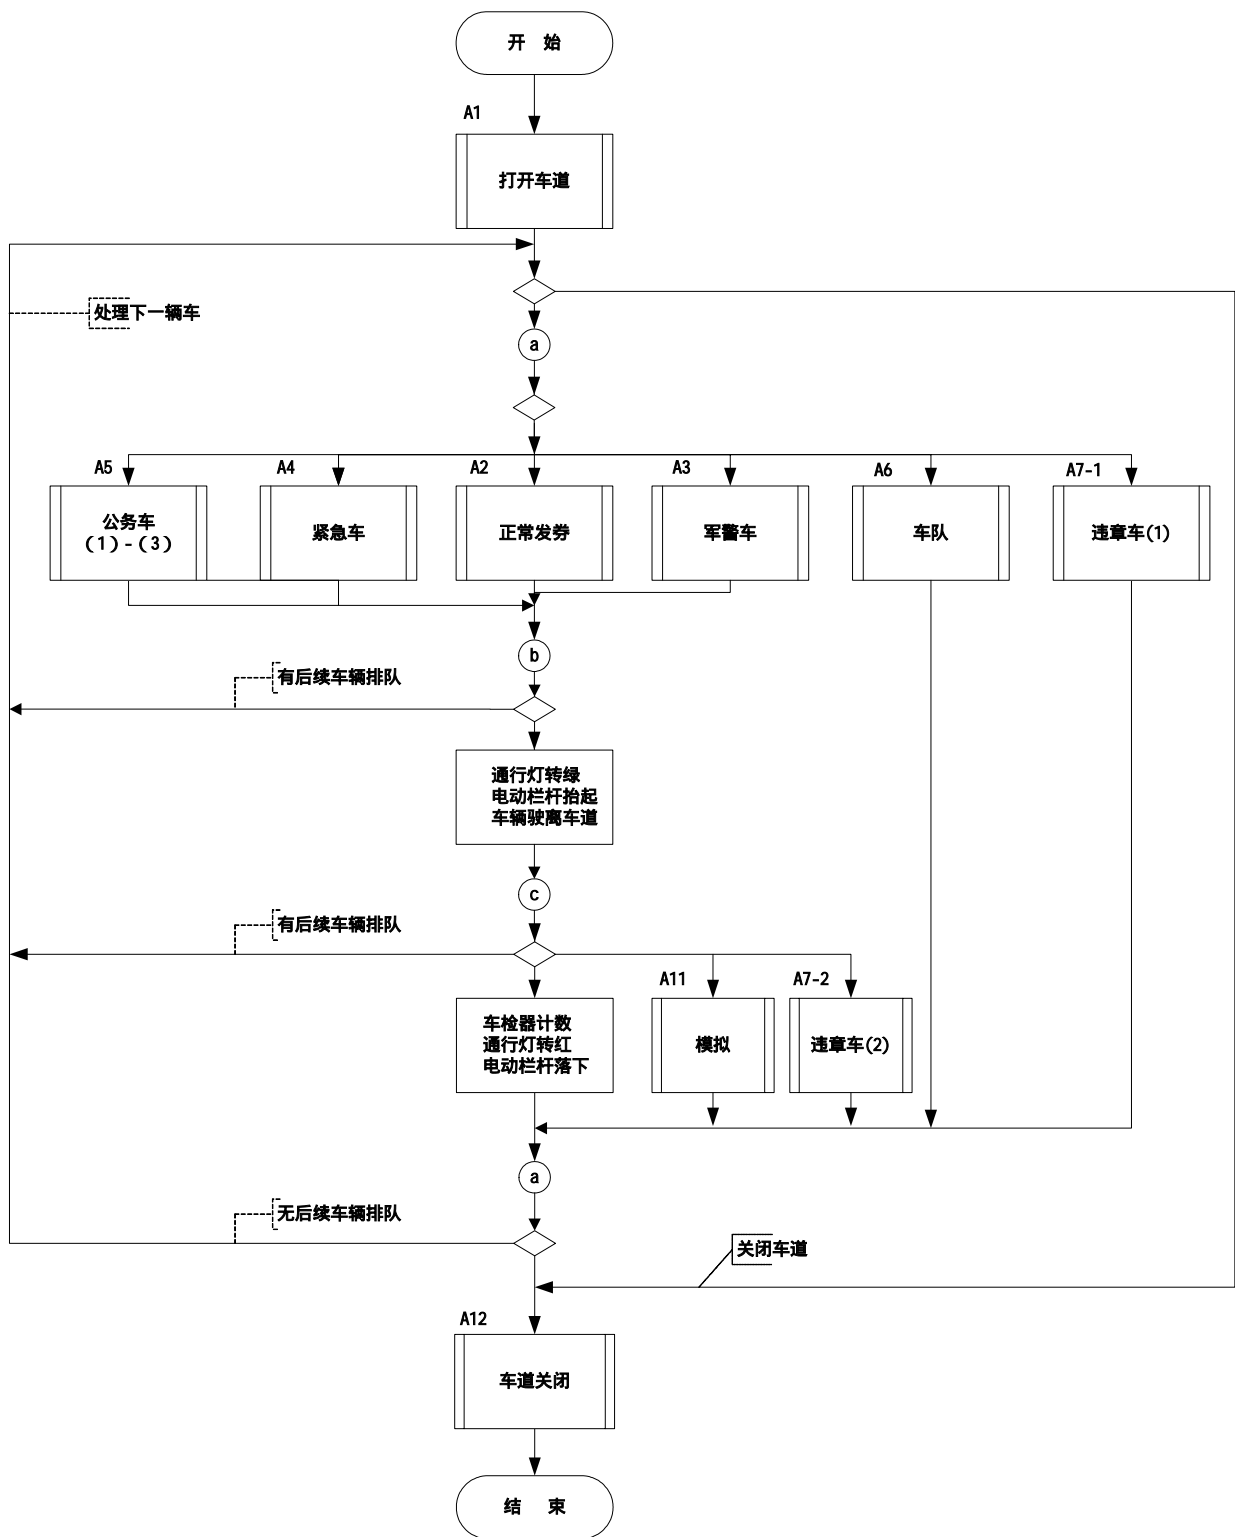 开 始
A1
打开车道
处理下一辆车
a
A5
A4
A2
A3
A6
A7-1
公务车
(1)-(3)
紧急车
正常发券
军警车
车队
违章车(1)
b
有后续车辆排队
通行灯转绿
电动栏杆抬起
车辆驶离车道
c
有后续车辆排队
A11
A7-2
车检器计数
通行灯转红
电动栏杆落下
模拟
违章车(2)
a
无后续车辆排队
关闭车道
A12
车道关闭
结 束